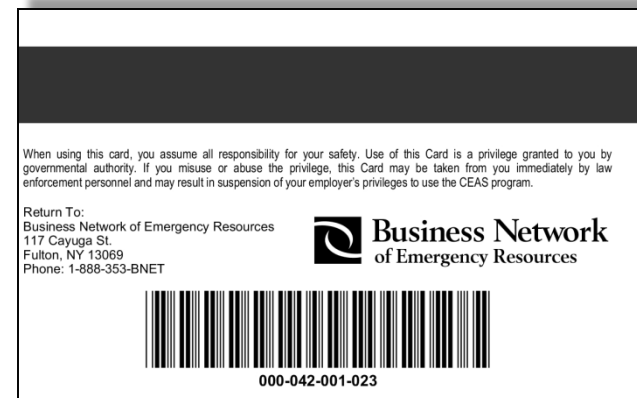 When using this card, you assume all responsibility for your safety. Use of this Card is a privilege granted to you by
governmental authority. If you misuse or abuse the privilege, this Card may be taken from you immediately by law
enforcement personnel and may result in suspension of your employer's privileges to use the CEAS program.
Return To:
Business Network of Emergency Resources
117 Cayuga St.
Fulton, NY 13069
Phone: 1-888-353-BNET
Business Network
of Emergency Resources
000-042-001-023